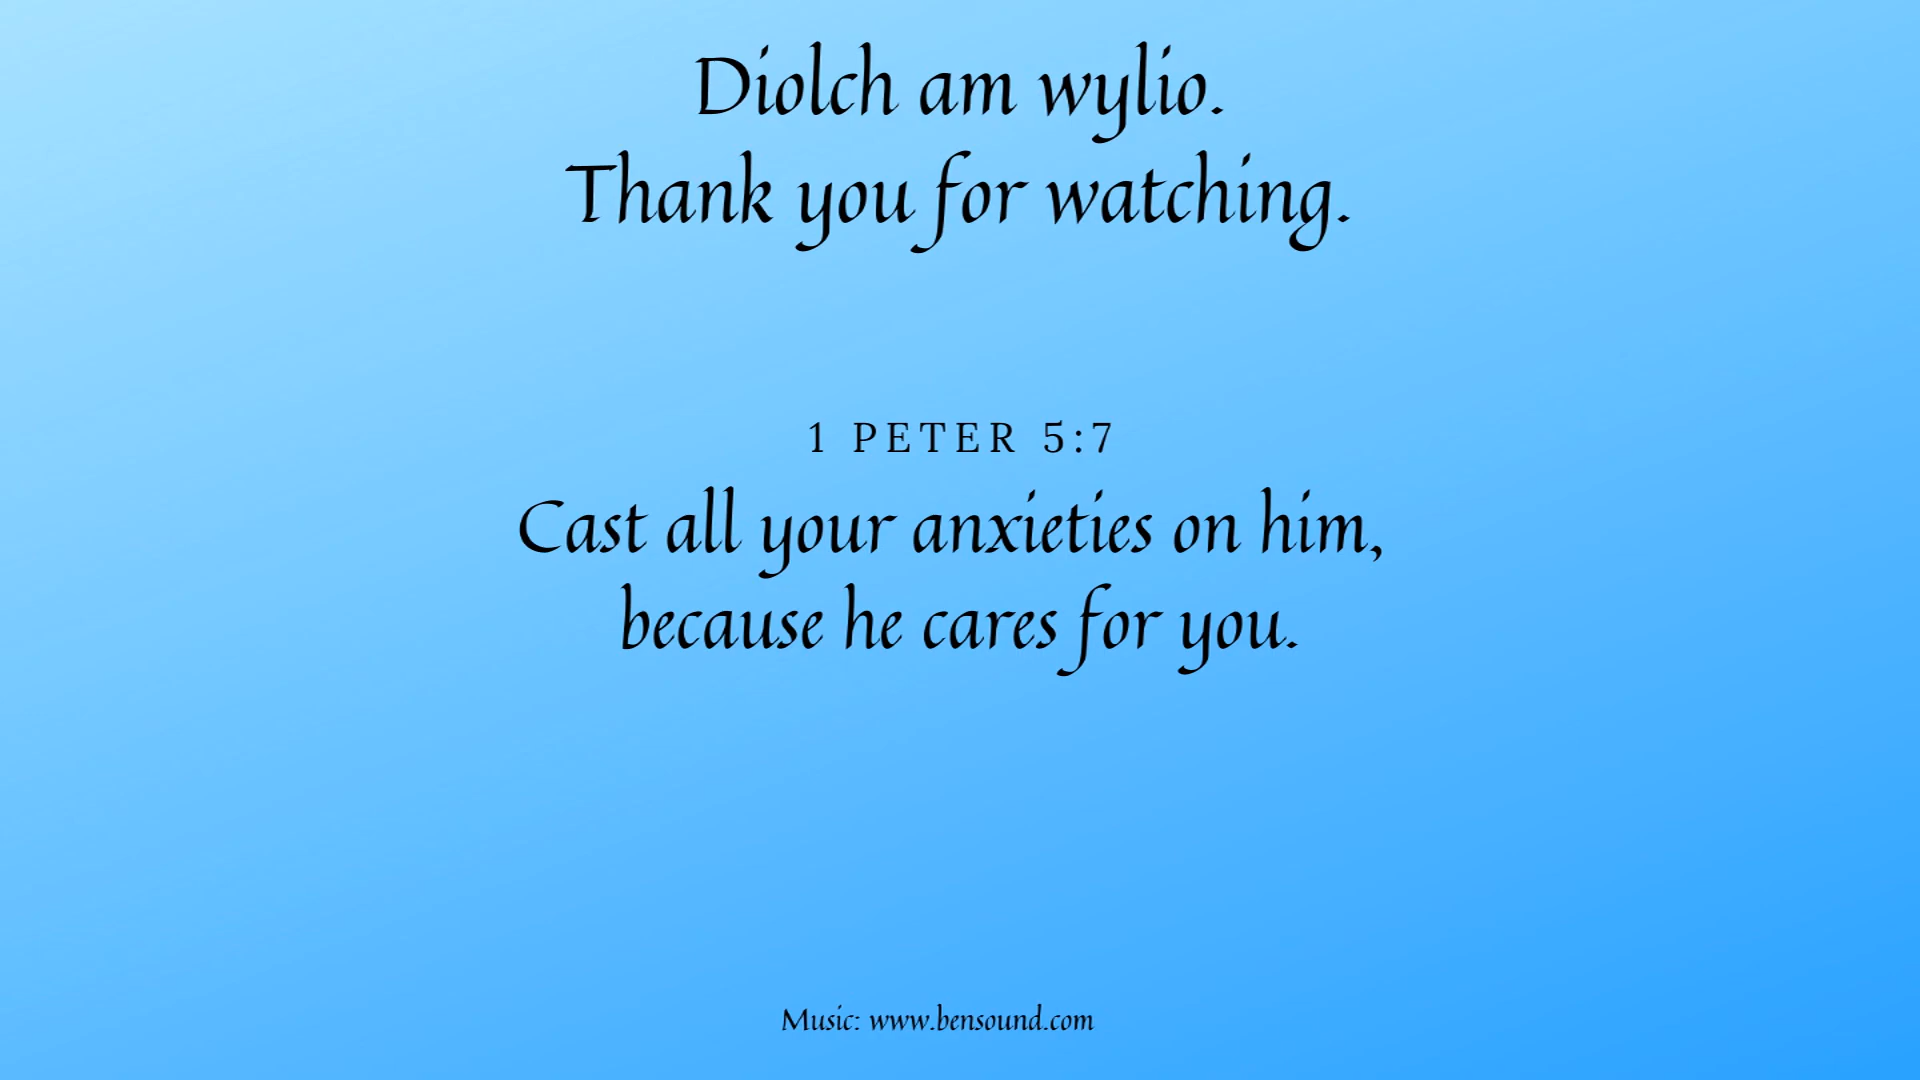 Diolch am wylio.
Thank you for watching.
1 PETER 5:7
Cast all your anxieties on him,
because he cares for you.
Music: www.bensound.com